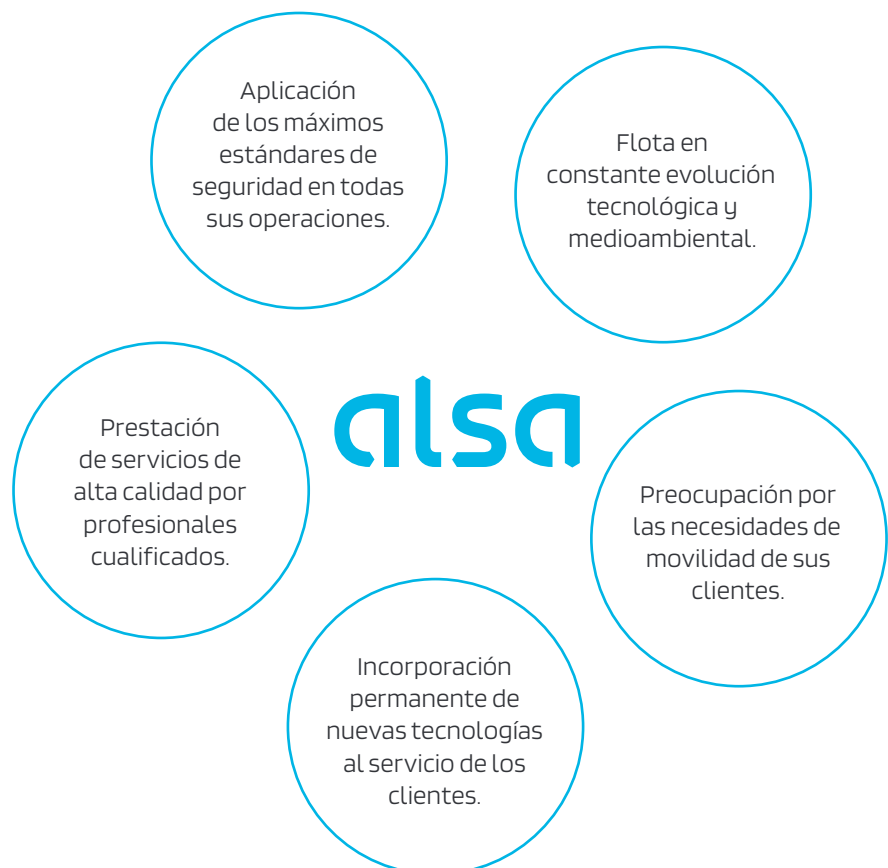 Aplicación
de los máximos
estándares de
seguridad en todas
sus operaciones.
Flota en
constante evolución
tecnológica y
medioambiental.
alsa
Prestación
de servicios de
alta calidad por
profesionales
cualificados.
Preocupación por
las necesidades de
movilidad de sus
clientes.
Incorporación
permanente de
nuevas tecnologías
al servicio de los
clientes.